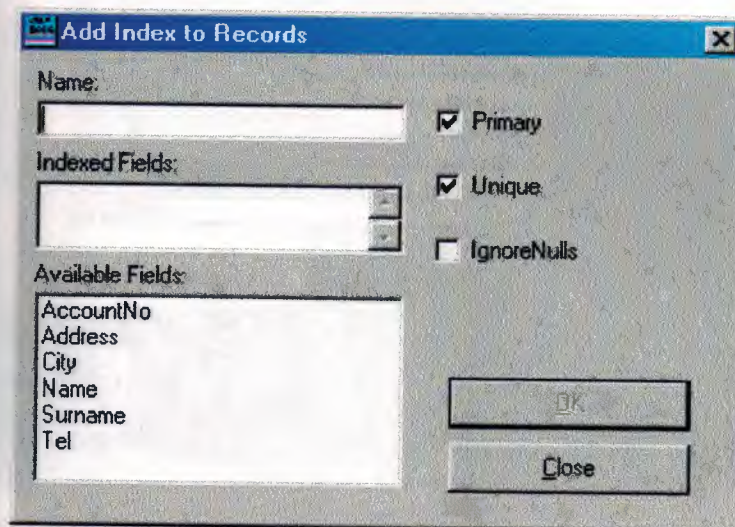 Add Index to Records
Name:
Primary
Indexed Fields:
Unique
IgnoreNulls
Available Fields:
AccountNo
Address
City
Name
Surname
Tel
OK
Close